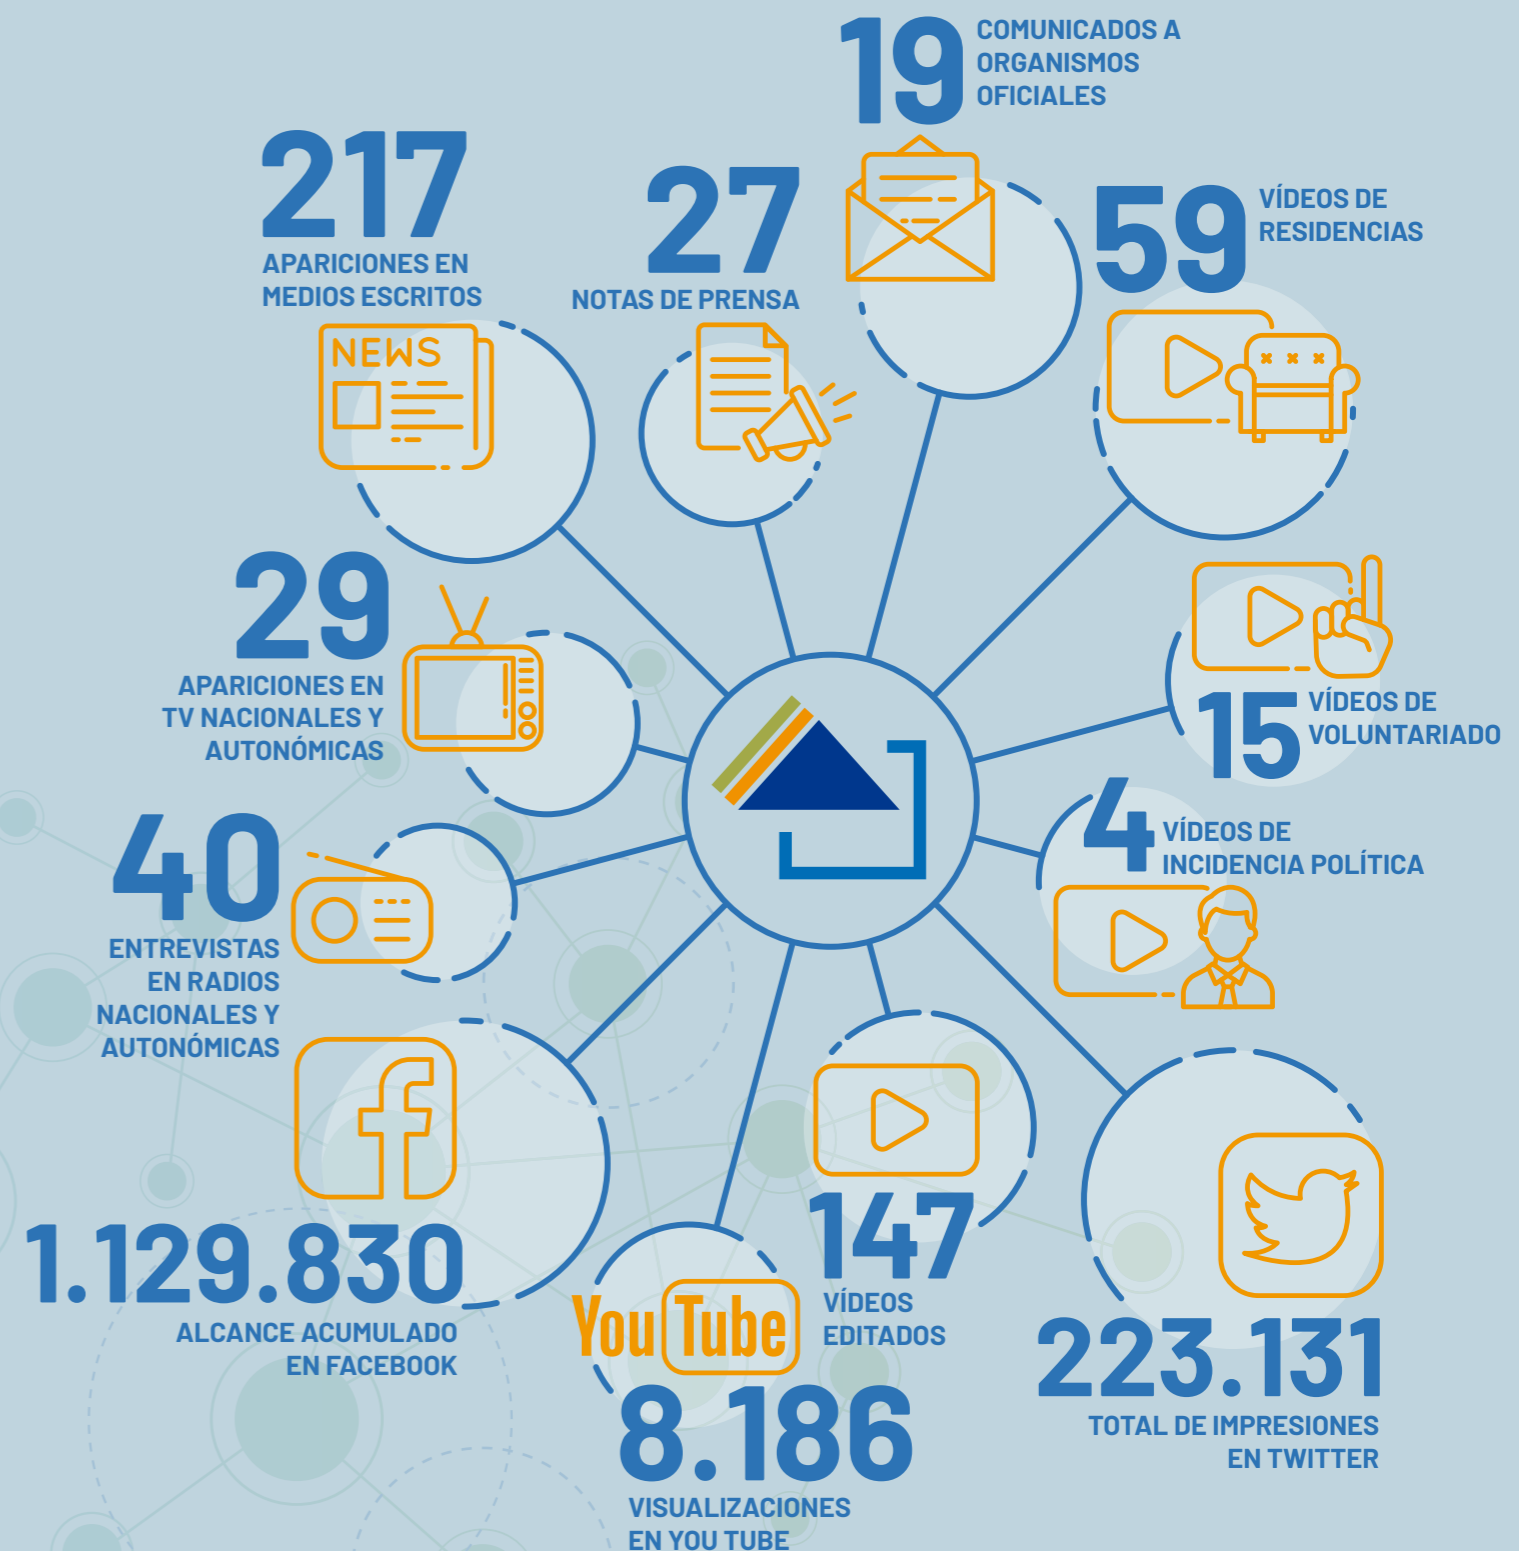 19
COMUNICADOS A
ORGANISMOS
OFICIALES
217
APARICIONES EN
MEDIOS ESCRITOS
NEWS
27
NOTAS DE PRENSA
59
VÍDEOS DE
RESIDENCIAS
29
APARICIONES EN
TV NACIONALES Y
AUTONÓMICAS
15
VÍDEOS DE
VOLUNTARIADO
4
VÍDEOS DE
INCIDENCIA POLÍTICA
40
ENTREVISTAS
EN RADIOS
NACIONALES Y
AUTONÓMICAS
f
1.129.830
ALCANCE ACUMULADO
EN FACEBOOK
147
VÍDEOS
EDITADOS
YouTube
8.186
VISUALIZACIONES
EN YOU TUBE
223.131
TOTAL DE IMPRESIONES
EN TWITTER